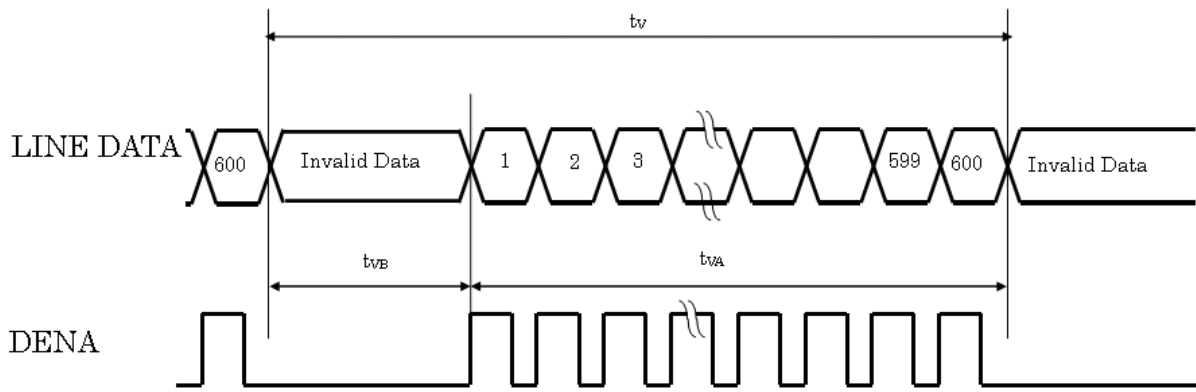 tV
LINE DATA 600 Invalid Data 1 2 3 599 600 Invalid Data
tVB tVA
DENA